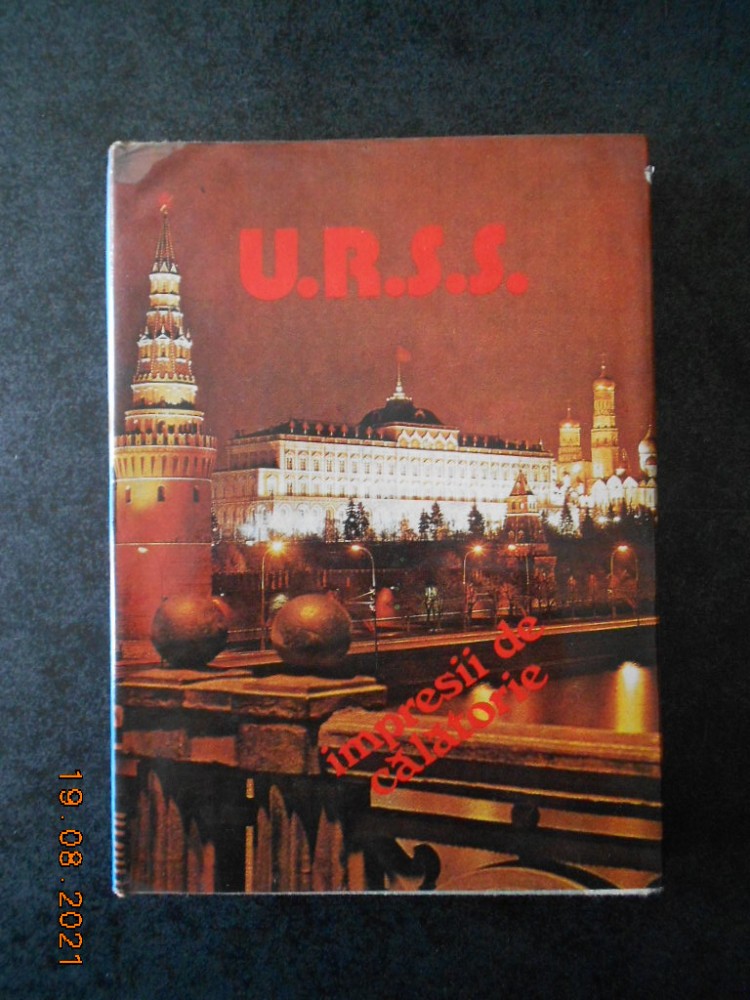 U.R.S.S.
impresii de
călătorie
19.08.2021